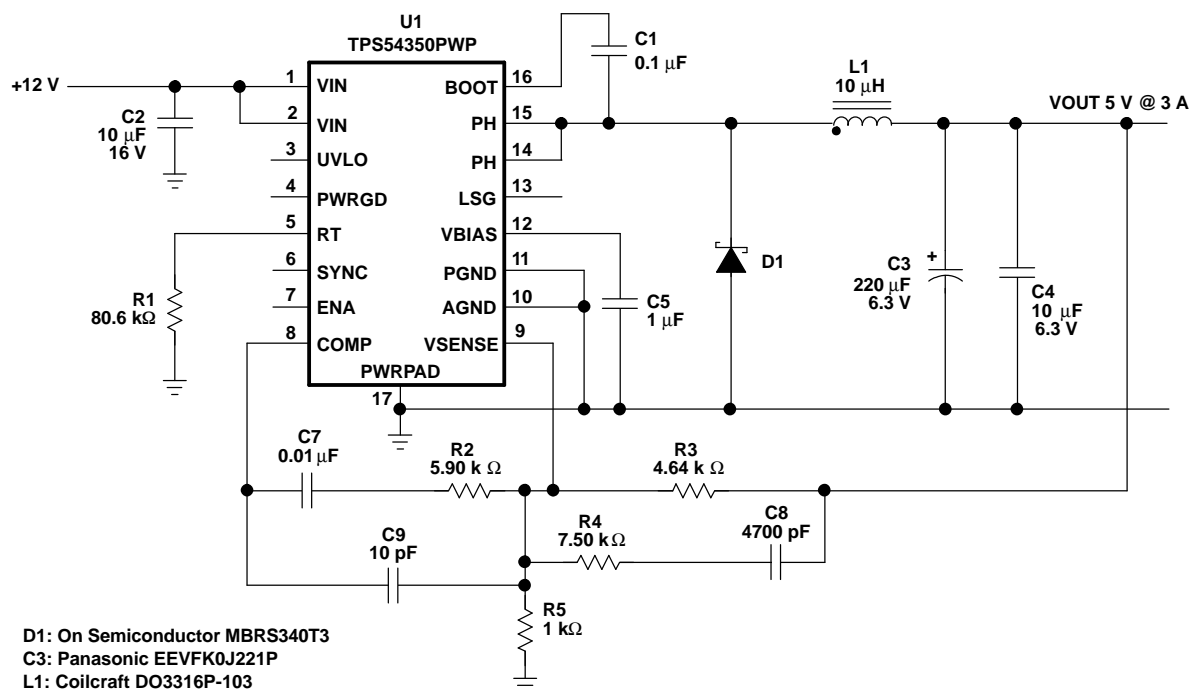 U1
TPS54350PWP
+12 V
C2
10 μF
16 V
1 VIN
2 VIN
3 UVLO
4 PWRGD
5 RT
6 SYNC
7 ENA
8 COMP
BOOT 16
PH 15
PH 14
LSG 13
VBIAS 12
PGND 11
AGND 10
VSENSE 9
PWRPAD
17
R1
80.6 kΩ
C1
0.1 μF
L1
10 μH
VOUT 5 V @ 3 A
D1
C5
1 μF
C3
220 μF
6.3 V
+
C4
10 μF
6.3 V
C7
0.01 μF
R2
5.90 k Ω
R3
4.64 k Ω
C9
10 pF
R4
7.50 k Ω
C8
4700 pF
R5
1 kΩ
D1: On Semiconductor MBRS340T3
C3: Panasonic EEVFK0J221P
L1: Coilcraft DO3316P-103